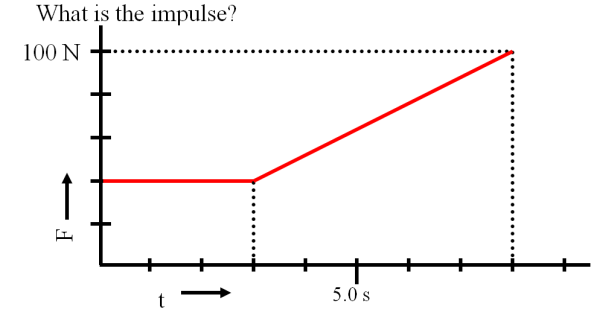 What is the impulse?
100 N
F
5.0 s
t